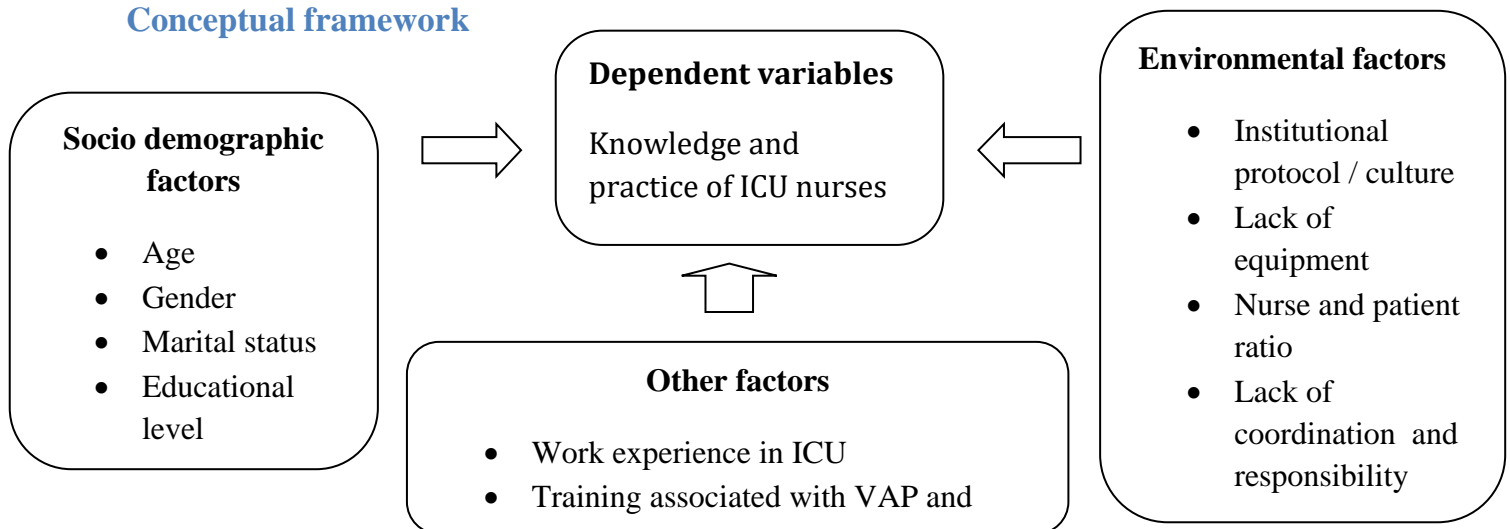 Conceptual framework
Socio demographic
factors
• Age
• Gender
• Marital status
• Educational
level
Dependent variables
Knowledge and
practice of ICU nurses
Environmental factors
• Institutional
protocol / culture
• Lack of
equipment
• Nurse and patient
ratio
• Lack of
coordination and
responsibility
Other factors
• Work experience in ICU
• Training associated with VAP and